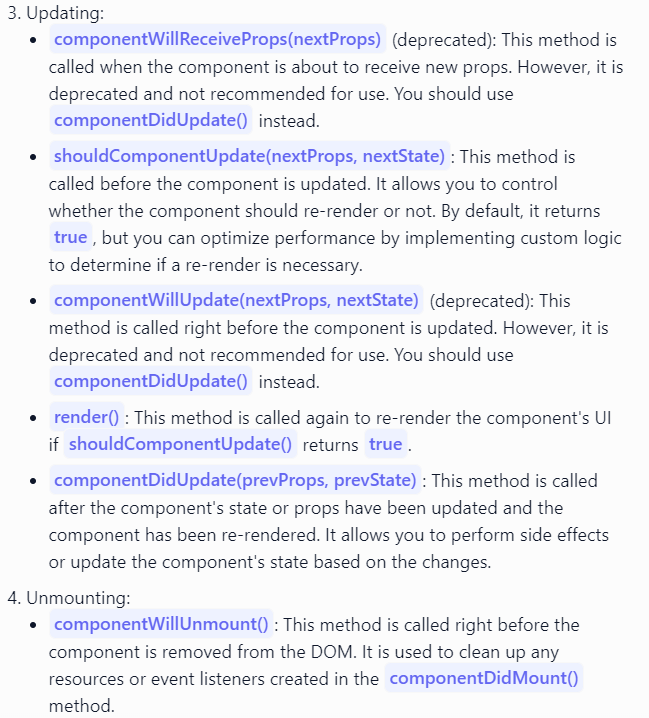 3. Updating:
• componentWillReceiveProps(nextProps) (deprecated): This method is
called when the component is about to receive new props. However, it is
deprecated and not recommended for use. You should use
componentDidUpdate() instead.
• shouldComponentUpdate(nextProps, nextState) : This method is
called before the component is updated. It allows you to control
whether the component should re-render or not. By default, it returns
true , but you can optimize performance by implementing custom logic
to determine if a re-render is necessary.
• componentWillUpdate(nextProps, nextState) (deprecated): This
method is called right before the component is updated. However, it is
deprecated and not recommended for use. You should use
componentDidUpdate() instead.
• render() : This method is called again to re-render the component's UI
if shouldComponentUpdate() returns true .
• componentDidUpdate(prevProps, prevState) : This method is called
after the component's state or props have been updated and the
component has been re-rendered. It allows you to perform side effects
or update the component's state based on the changes.
4. Unmounting:
• componentWillUnmount() : This method is called right before the
component is removed from the DOM. It is used to clean up any
resources or event listeners created in the componentDidMount()
method.